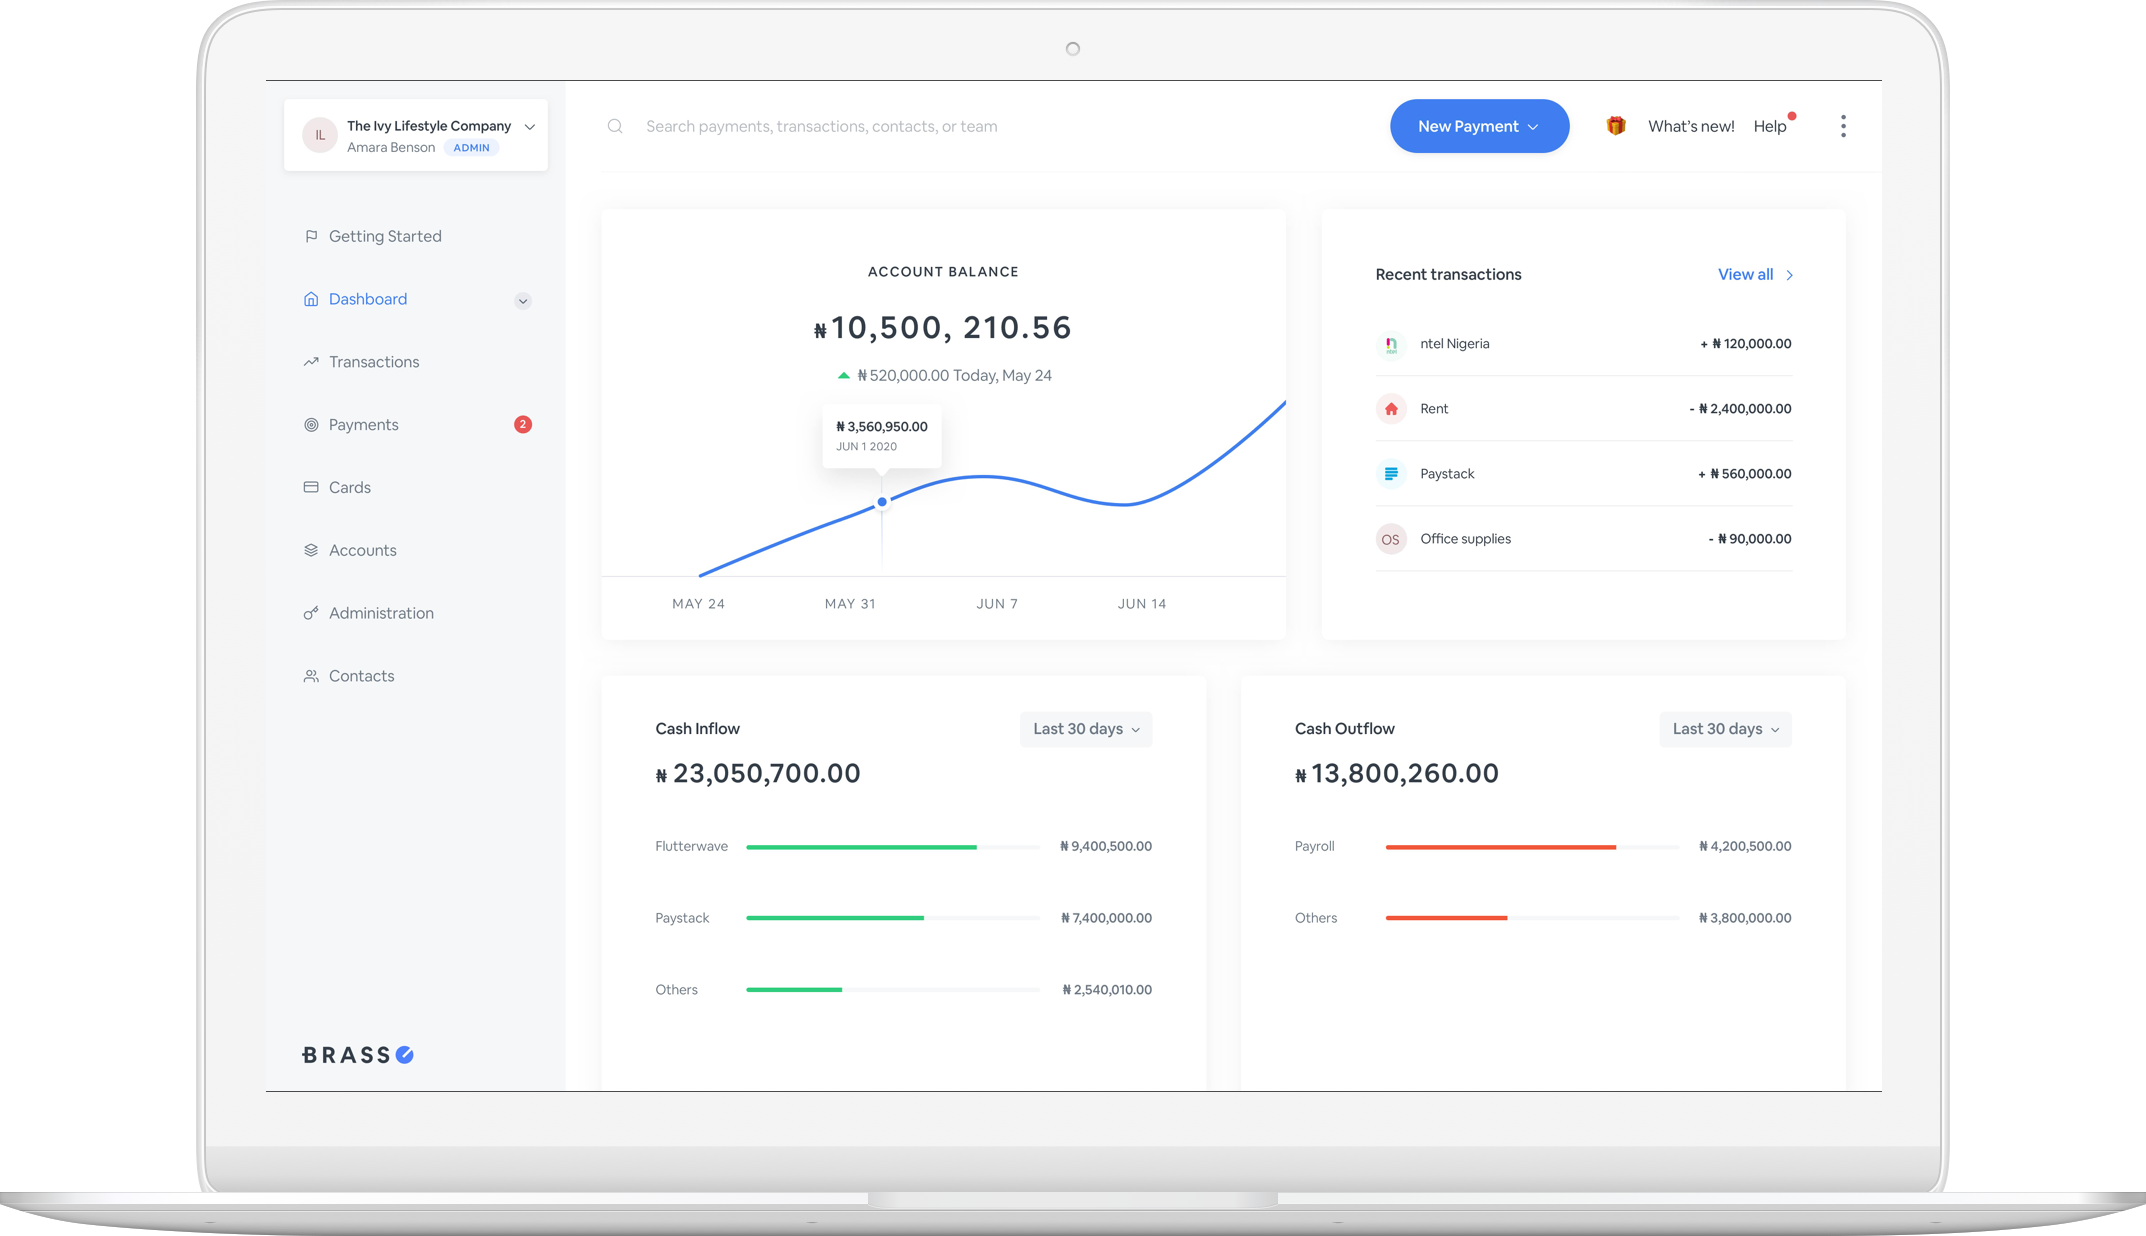 IL
The Ivy Lifestyle Company
Amara Benson ADMIN
Search payments, transactions, contacts, or team
New Payment
What's new!
Help
Getting Started
Dashboard
Transactions
Payments 2
Cards
Accounts
Administration
Contacts
BRASS
ACCOUNT BALANCE
₦10,500, 210.56
₦ 520,000.00 Today, May 24
₦ 3,560,950.00
JUN 1 2020
MAY 24 MAY 31 JUN 7 JUN 14
Recent transactions View all
ntel ntel Nigeria + ₦ 120,000.00
Rent - ₦ 2,400,000.00
Paystack + ₦ 560,000.00
OS Office supplies - ₦ 90,000.00
Cash Inflow Last 30 days
₦ 23,050,700.00
Flutterwave ₦ 9,400,500.00
Paystack ₦ 7,400,000.00
Others ₦ 2,540,010.00
Cash Outflow Last 30 days
₦ 13,800,260.00
Payroll ₦ 4,200,500.00
Others ₦ 3,800,000.00